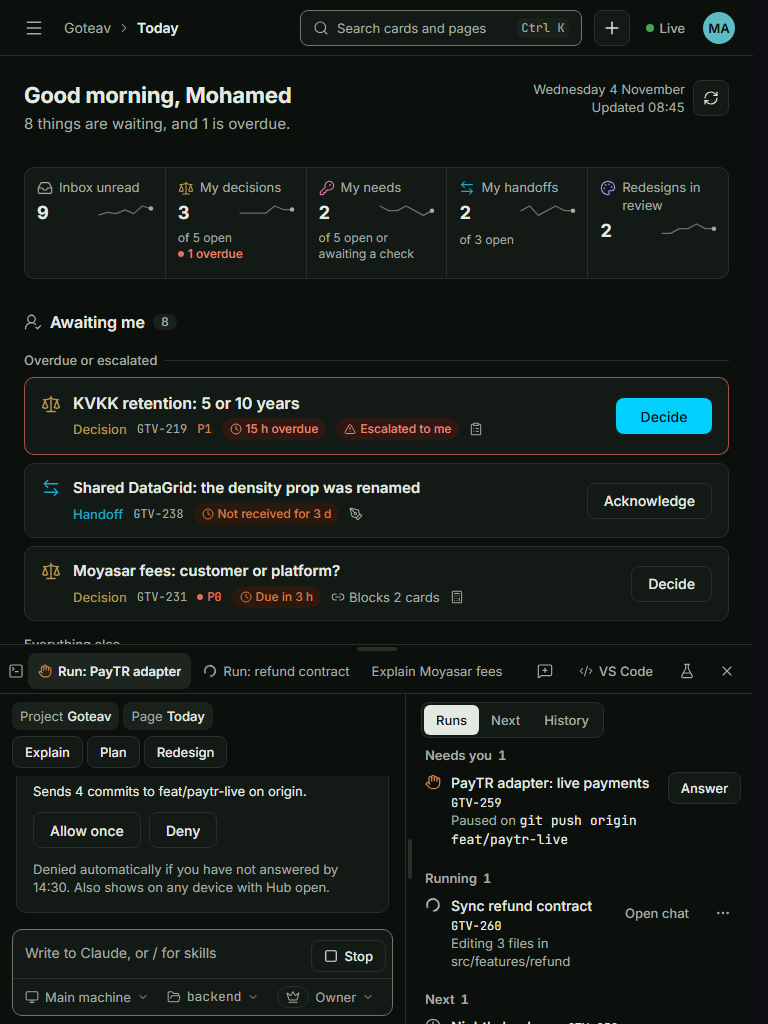 Goteav > Today
Search cards and pages Ctrl K
Live
MA
Good morning, Mohamed
8 things are waiting, and 1 is overdue.
Wednesday 4 November
Updated 08:45
Inbox unread
9
My decisions
3
of 5 open
1 overdue
My needs
2
of 5 open or
awaiting a check
My handoffs
2
of 3 open
Redesigns in
review
2
Awaiting me 8
Overdue or escalated
KVKK retention: 5 or 10 years
Decision GTV-219 P1 15 h overdue Escalated to me
Decide
Shared DataGrid: the density prop was renamed
Handoff GTV-238 Not received for 3 d
Acknowledge
Moyasar fees: customer or platform?
Decision GTV-231 P0 Due in 3 h Blocks 2 cards
Decide
Everything else
Run: PayTR adapter
Run: refund contract
Explain Moyasar fees
VS Code
Project Goteav
Page Today
Explain
Plan
Redesign
Sends 4 commits to feat/paytr-live on origin.
Allow once
Deny
Denied automatically if you have not answered by
14:30. Also shows on any device with Hub open.
Write to Claude, or / for skills
Stop
Main machine
backend
Owner
Runs
Next
History
Needs you 1
PayTR adapter: live payments
GTV-259
Paused on git push origin
feat/paytr-live
Answer
Running 1
Sync refund contract
GTV-260
Editing 3 files in
src/features/refund
Open chat
Next 1